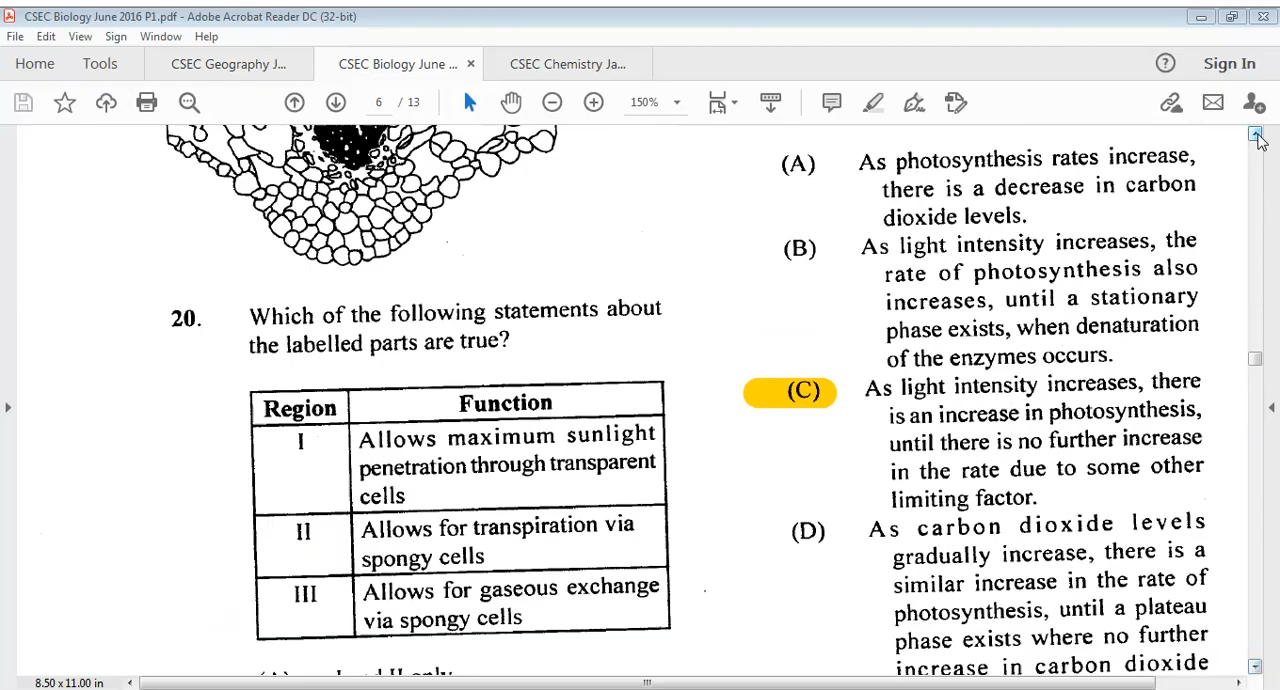 CSEC Biology June 2016 P1.pdf - Adobe Acrobat Reader DC (32-bit)
File Edit View Sign Window Help
Home Tools CSEC Geography J... CSEC Biology June ... × CSEC Chemistry Ja... Sign In
6 / 13 150%
20. Which of the following statements about
the labelled parts are true?
Region Function
I Allows maximum sunlight
penetration through transparent
cells
II Allows for transpiration via
spongy cells
III Allows for gaseous exchange
via spongy cells
(A) As photosynthesis rates increase,
there is a decrease in carbon
dioxide levels.
(B) As light intensity increases, the
rate of photosynthesis also
increases, until a stationary
phase exists, when denaturation
of the enzymes occurs.
(C) As light intensity increases, there
is an increase in photosynthesis,
until there is no further increase
in the rate due to some other
limiting factor.
(D) As carbon dioxide levels
gradually increase, there is a
similar increase in the rate of
photosynthesis, until a plateau
phase exists where no further
increase in carbon dioxide
8.50 x 11.00 in